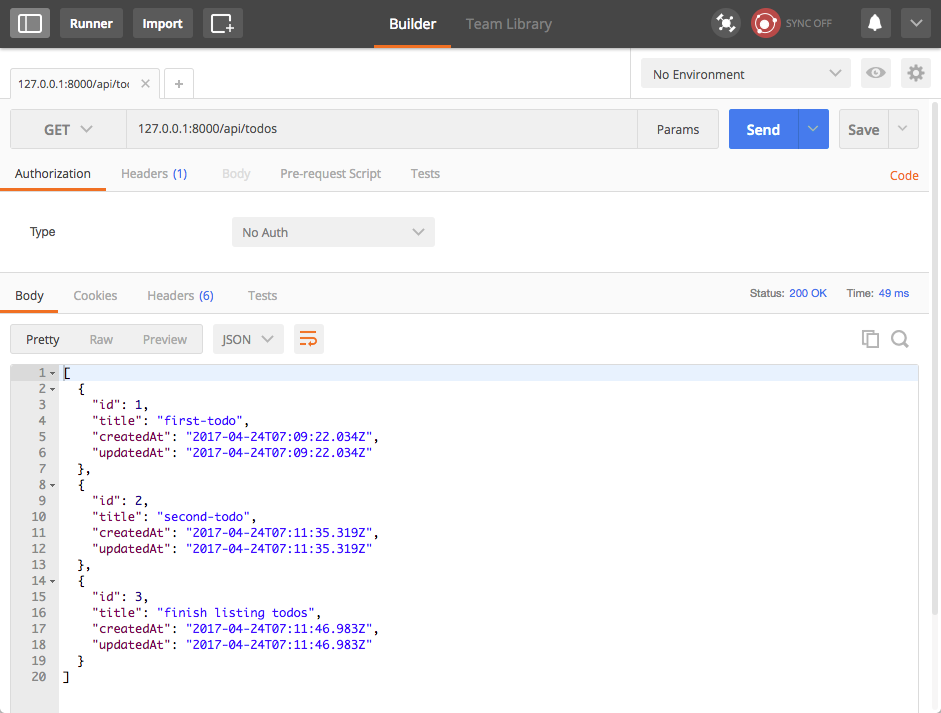 Runner Import Builder Team Library SYNC OFF
127.0.0.1:8000/api/to No Environment
GET 127.0.0.1:8000/api/todos Params Send Save
Authorization Headers (1) Body Pre-request Script Tests Code
Type No Auth
Body Cookies Headers (6) Tests Status: 200 OK Time: 49 ms
Pretty Raw Preview JSON
1 [
2 {
3 "id": 1,
4 "title": "first-todo",
5 "createdAt": "2017-04-24T07:09:22.034Z",
6 "updatedAt": "2017-04-24T07:09:22.034Z"
7 },
8 {
9 "id": 2,
10 "title": "second-todo",
11 "createdAt": "2017-04-24T07:11:35.319Z",
12 "updatedAt": "2017-04-24T07:11:35.319Z"
13 },
14 {
15 "id": 3,
16 "title": "finish listing todos",
17 "createdAt": "2017-04-24T07:11:46.983Z",
18 "updatedAt": "2017-04-24T07:11:46.983Z"
19 }
20 ]